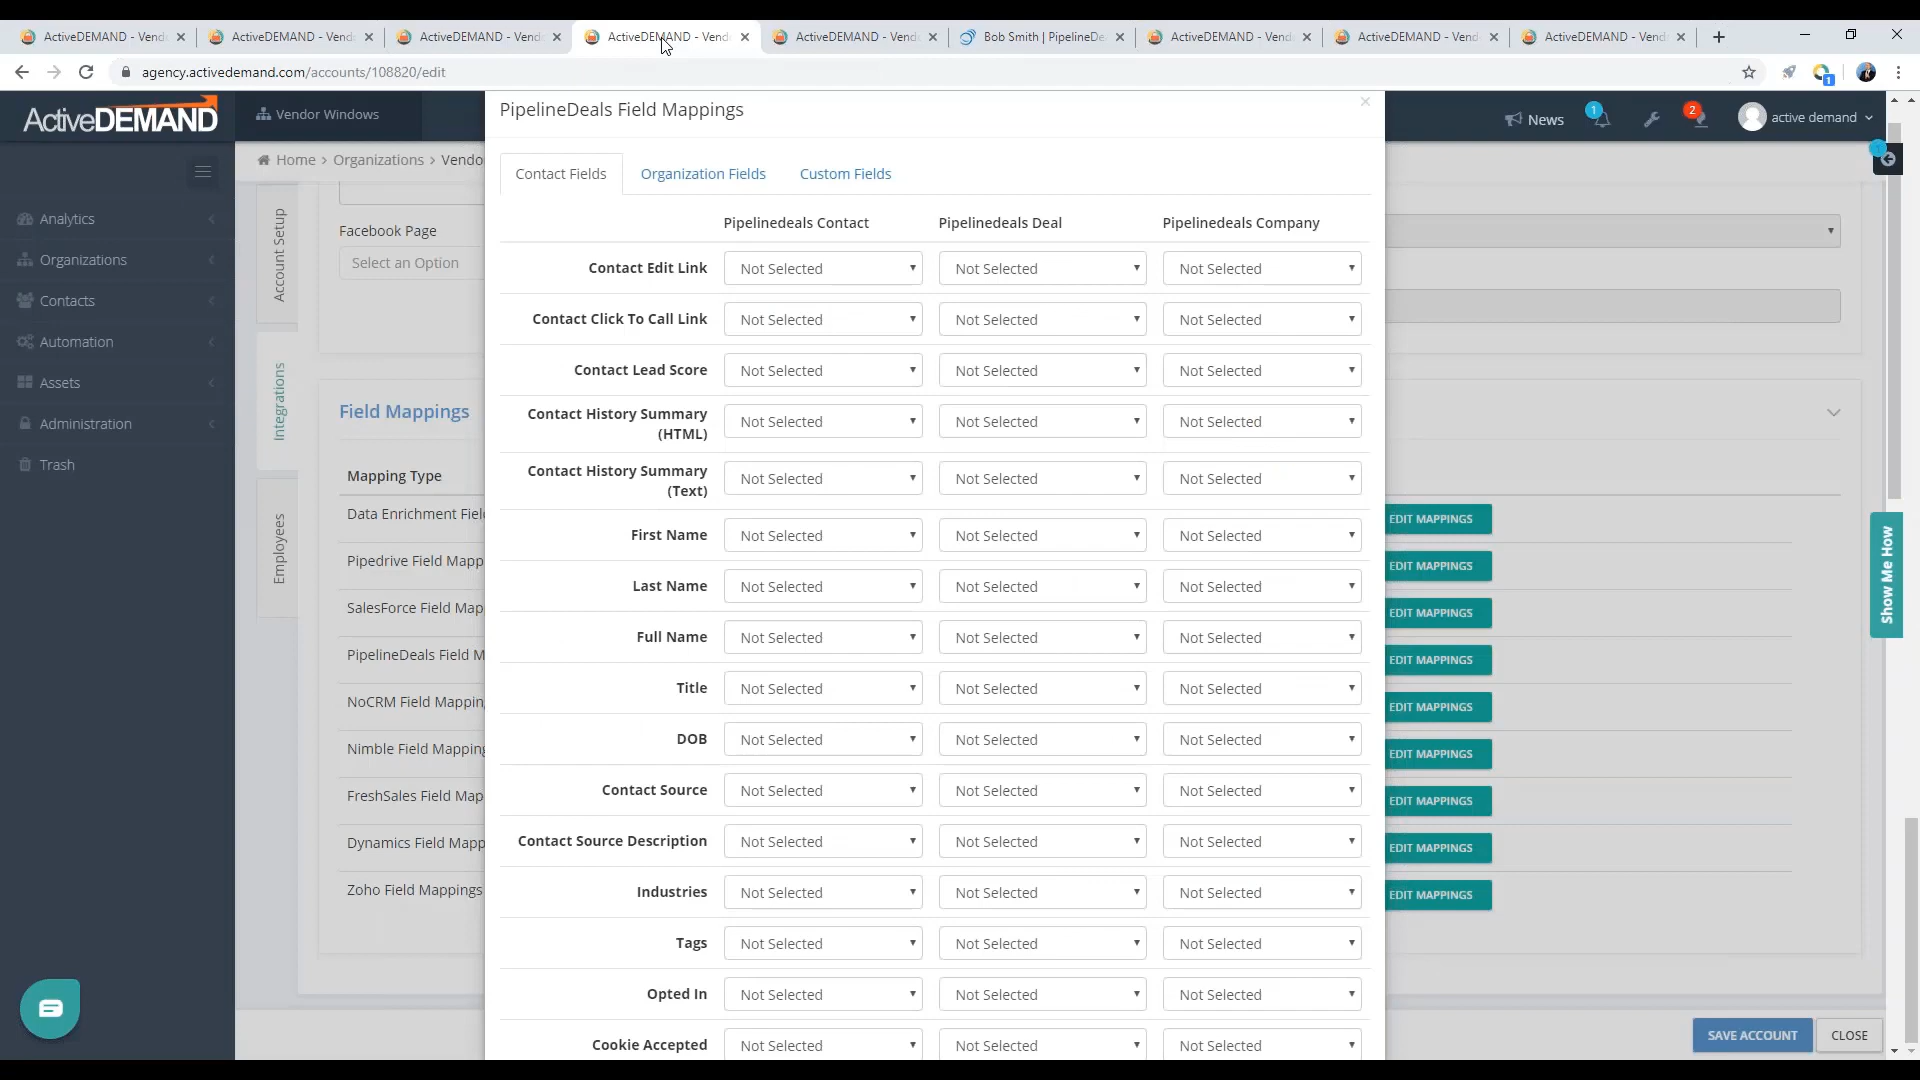 ActiveDEMAND - Vend
ActiveDEMAND - Vend
ActiveDEMAND - Vend
ActiveDEMAND - Vend
ActiveDEMAND - Vend
Bob Smith | PipelineDe
ActiveDEMAND - Vend
ActiveDEMAND - Vend
ActiveDEMAND - Vend
agency.activedemand.com/accounts/108820/edit
1
ActiveDEMAND
Vendor Windows
News
1
2
active demand
Home > Organizations > Vendo
Analytics
Organizations
Contacts
Automation
Assets
Administration
Trash
Account Setup
Integrations
Employees
Facebook Page
Select an Option
Field Mappings
Mapping Type
Data Enrichment Fiel
Pipedrive Field Mapp
SalesForce Field Map
PipelineDeals Field M
NoCRM Field Mappin
Nimble Field Mapping
FreshSales Field Map
Dynamics Field Mapp
Zoho Field Mappings
PipelineDeals Field Mappings
×
Contact Fields Organization Fields Custom Fields
Pipelinedeals Contact Pipelinedeals Deal Pipelinedeals Company
Contact Edit Link Not Selected Not Selected Not Selected
Contact Click To Call Link Not Selected Not Selected Not Selected
Contact Lead Score Not Selected Not Selected Not Selected
Contact History Summary
(HTML) Not Selected Not Selected Not Selected
Contact History Summary
(Text) Not Selected Not Selected Not Selected
First Name Not Selected Not Selected Not Selected
Last Name Not Selected Not Selected Not Selected
Full Name Not Selected Not Selected Not Selected
Title Not Selected Not Selected Not Selected
DOB Not Selected Not Selected Not Selected
Contact Source Not Selected Not Selected Not Selected
Contact Source Description Not Selected Not Selected Not Selected
Industries Not Selected Not Selected Not Selected
Tags Not Selected Not Selected Not Selected
Opted In Not Selected Not Selected Not Selected
Cookie Accepted Not Selected Not Selected Not Selected
EDIT MAPPINGS
EDIT MAPPINGS
EDIT MAPPINGS
EDIT MAPPINGS
EDIT MAPPINGS
EDIT MAPPINGS
EDIT MAPPINGS
EDIT MAPPINGS
EDIT MAPPINGS
Show Me How
SAVE ACCOUNT
CLOSE